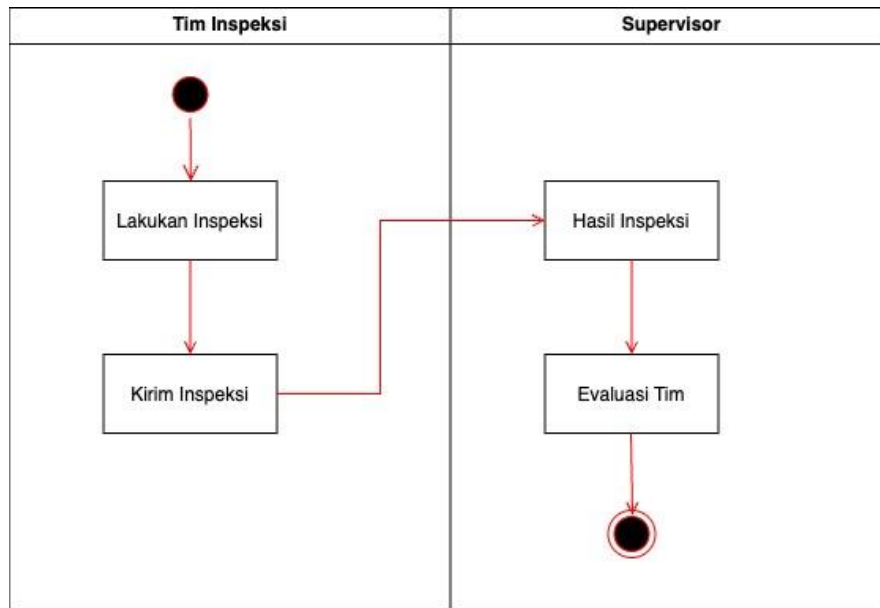 Tim Inspeksi
Supervisor
Lakukan Inspeksi
Hasil Inspeksi
Kirim Inspeksi
Evaluasi Tim